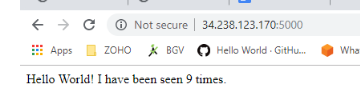 Not secure | 34.238.123.170:5000
Apps ZOHO BGV Hello World - GitHu... Wha
Hello World! I have been seen 9 times.